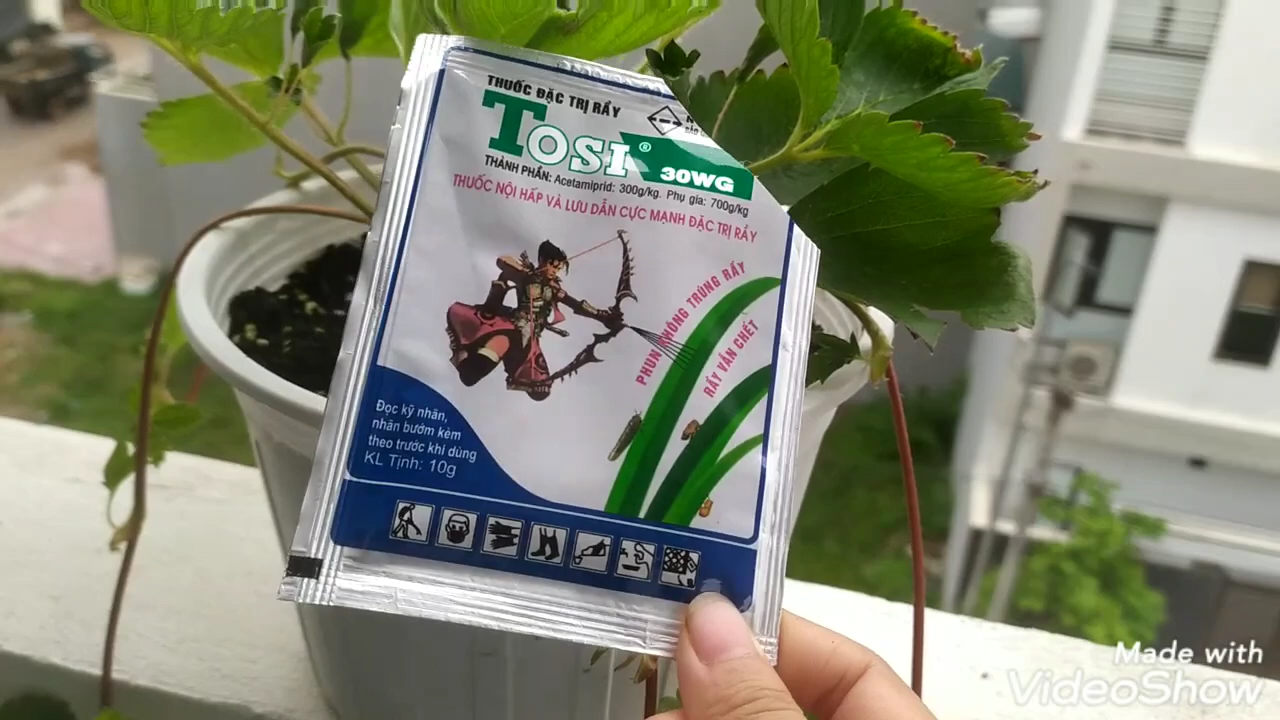 THUỐC ĐẶC TRỊ RẦY
TOSI®
30WG
THÀNH PHẦN: Acetamiprid: 300g/kg. Phụ gia: 700g/kg
THUỐC NỘI HẤP VÀ LƯU DẪN CỰC MẠNH ĐẶC TRỊ RẦY
PHUN KHÔNG TRÚNG RẦY
RẦY VẪN CHẾT
Đọc kỹ nhãn,
nhãn bướm kèm
theo trước khi dùng
KL Tịnh: 10g
Made with
VideoShow